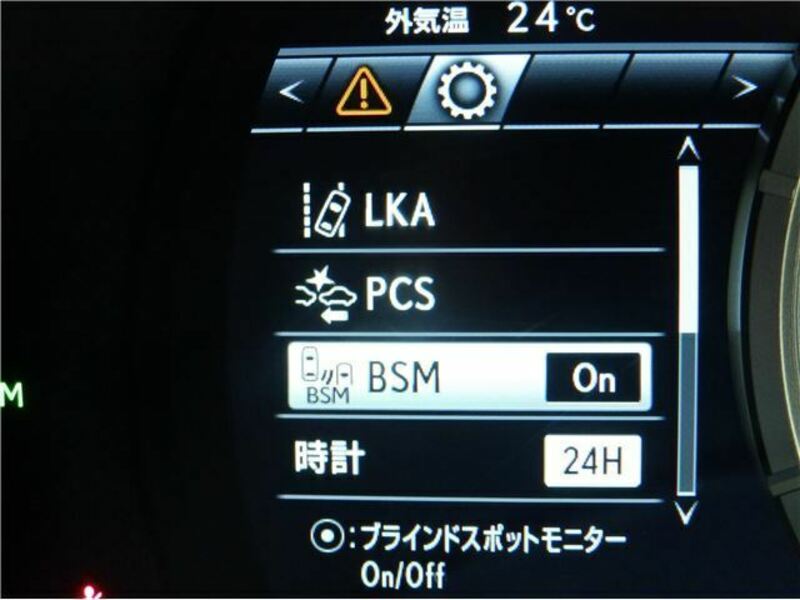 外気温 24℃
LKA
PCS
BSM BSM On
M
時計 24H
:ブラインドスポットモニター
On/Off